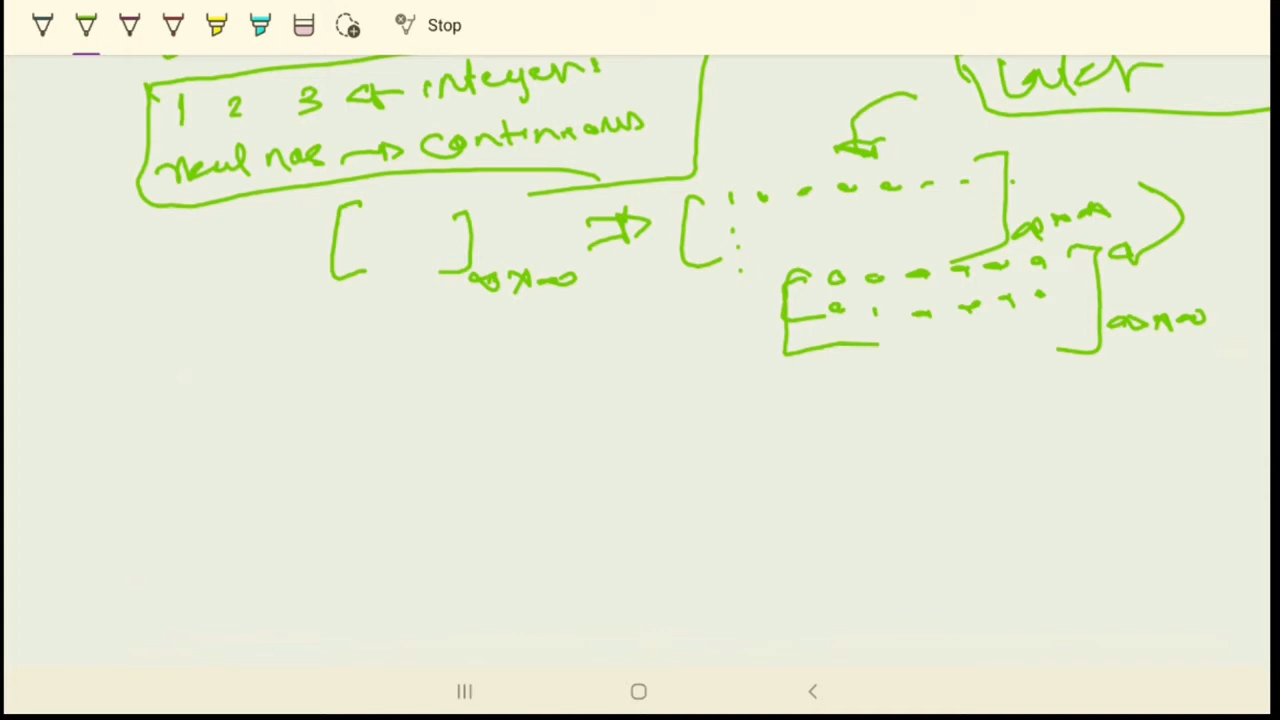 Stop
1 2 3 ← integers
Real nos → continuous
Later
[ ]∞×∞ ⇒ [ ]∞×∞
[ ]∞×∞